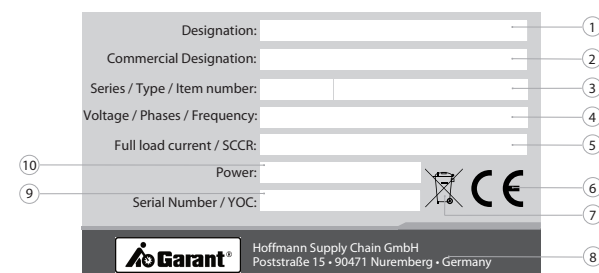 Designation:
1
Commercial Designation:
2
Series / Type / Item number:
3
Voltage / Phases / Frequency:
4
Full load current / SCCR:
5
10
Power:
9
Serial Number / YOC:
CE
6
7
Garant®
Hoffmann Supply Chain GmbH
Poststraße 15 • 90471 Nuremberg • Germany
8